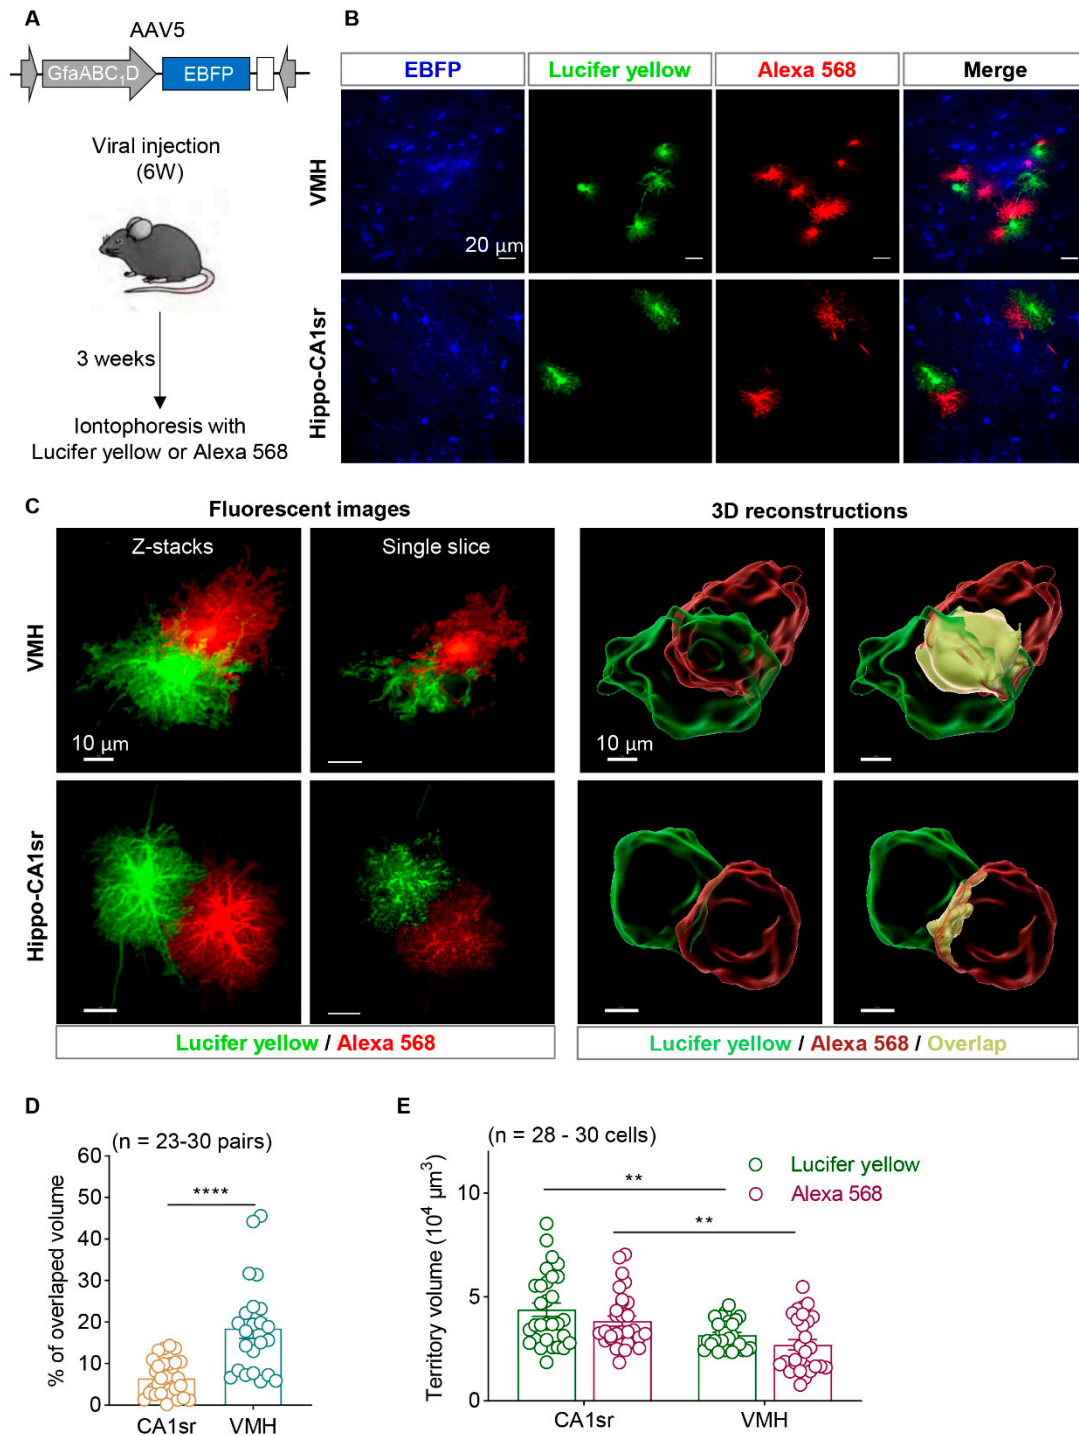 A
AAV5
GfaABC₁D
EBFP
Viral injection
(6W)
3 weeks
Iontophoresis with
Lucifer yellow or Alexa 568
B
EBFP
Lucifer yellow
Alexa 568
Merge
VMH
20 µm
Hippo-CA1sr
C
Fluorescent images
3D reconstructions
Z-stacks
Single slice
VMH
10 µm
10 µm
Hippo-CA1sr
Lucifer yellow / Alexa 568
Lucifer yellow / Alexa 568 / Overlap
D
(n = 23-30 pairs)
% of overlaped volume
60
50
40
30
20
10
0
****
CA1sr
VMH
E
(n = 28 - 30 cells)
Territory volume (10⁴ µm³)
10
5
0
**
**
Lucifer yellow
Alexa 568
CA1sr
VMH